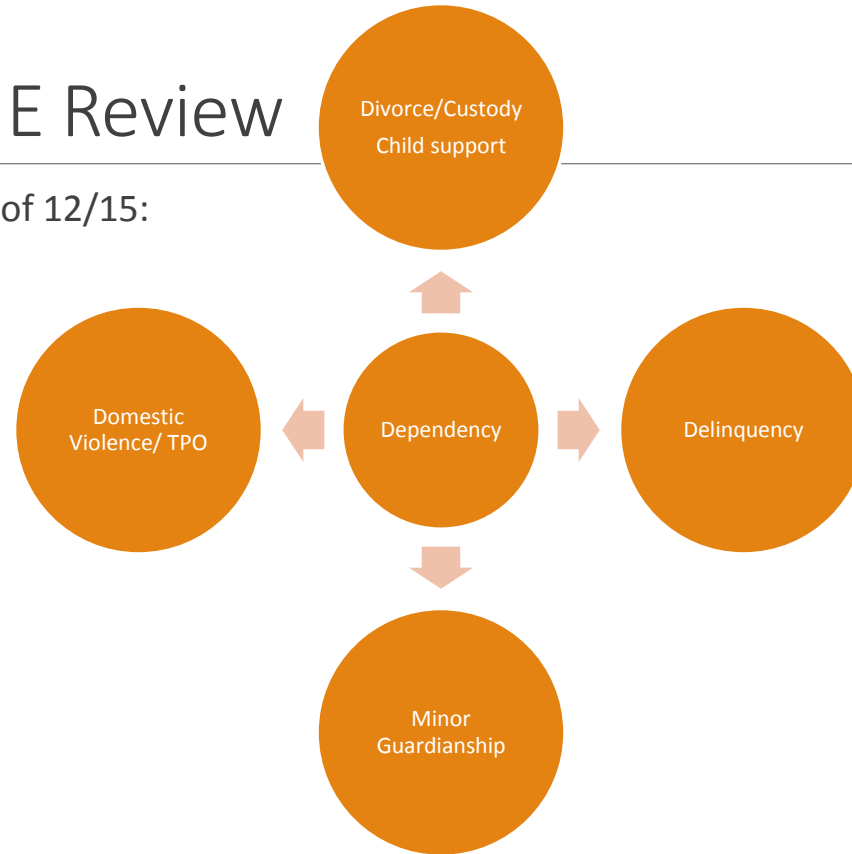 E Review
of 12/15:
Divorce/Custody
Child support
Domestic
Violence/ TPO
Dependency
Delinquency
Minor
Guardianship